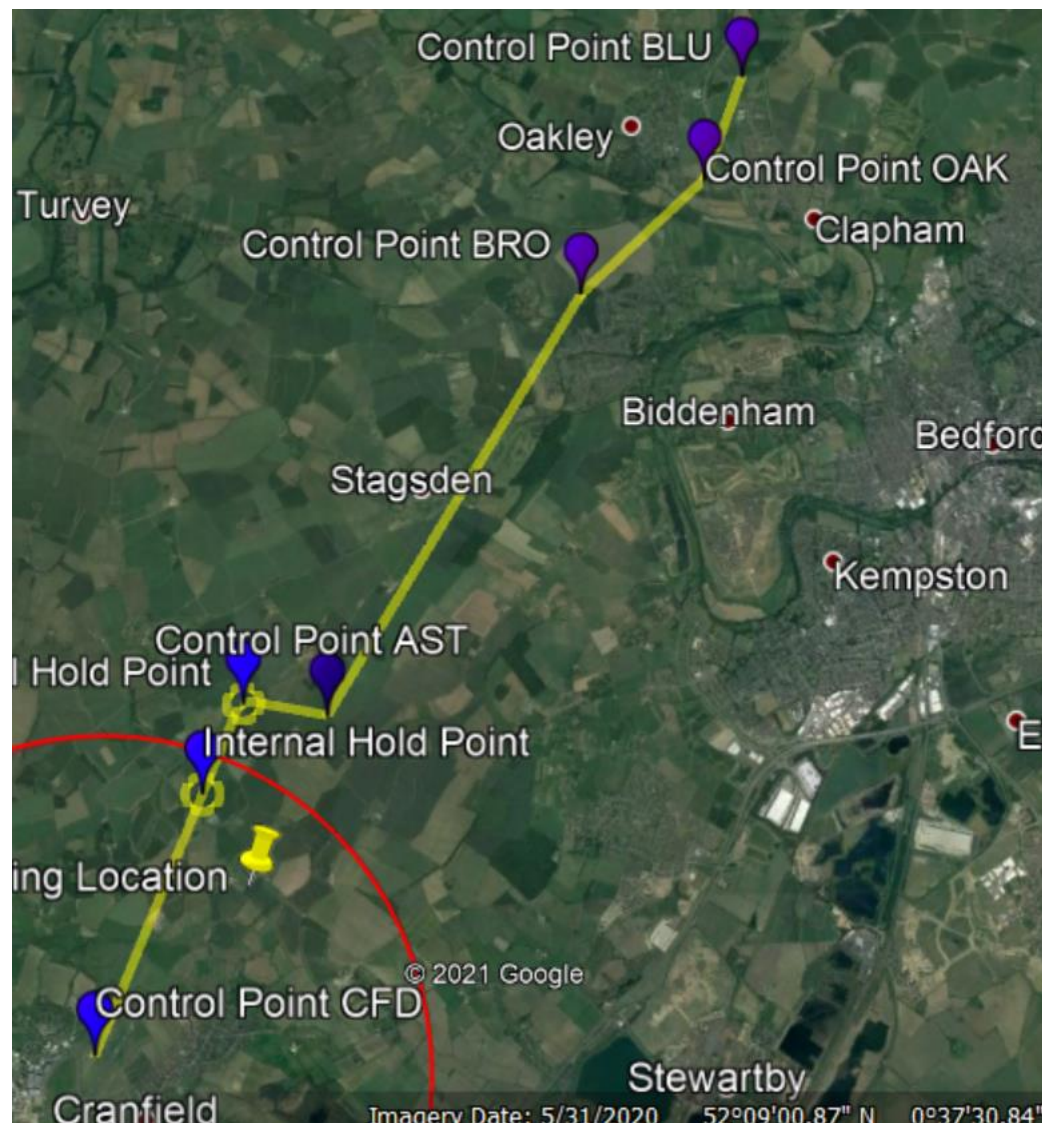 Control Point BLU
Oakley
Control Point OAK
Turvey
Clapham
Control Point BRO
Biddenham
Bedford
Stagsden
Kempston
Control Point AST
l Hold Point
E
Internal Hold Point
ing Location
© 2021 Google
Control Point CFD
Stewartby
Cranfield
Imagery Date: 5/31/2020 52°09'00.87" N 0°37'30.84"